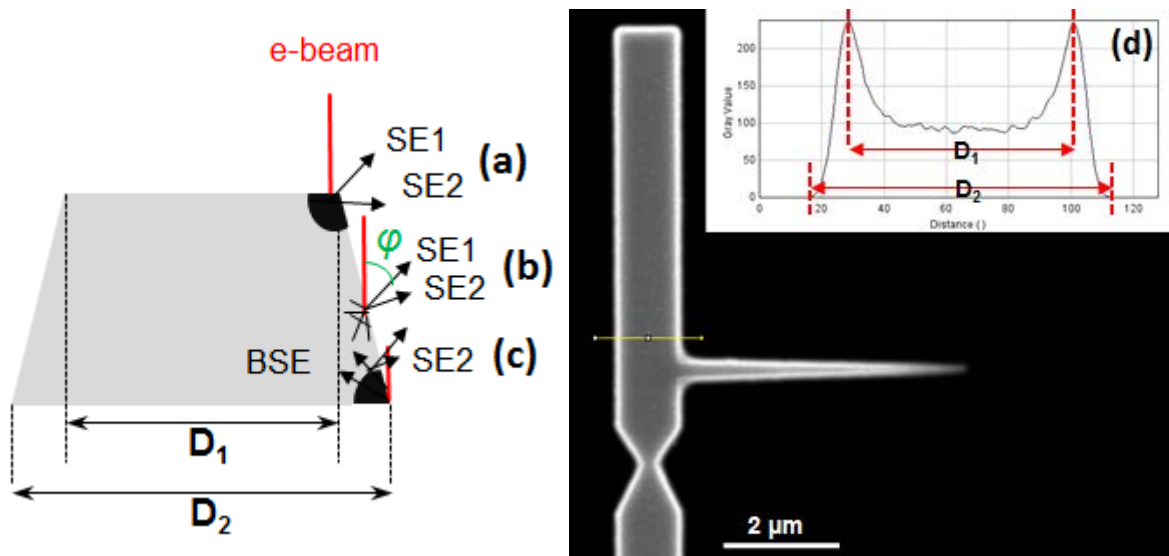 e-beam
SE1
(a)
SE2
φ
SE1
(b)
SE2
(c)
BSE
SE2
D₁
D₂
(d)
200
150
100
50
0
Gray Value
D₁
D₂
0
20
40
60
80
100
120
Distance ( )
2 μm